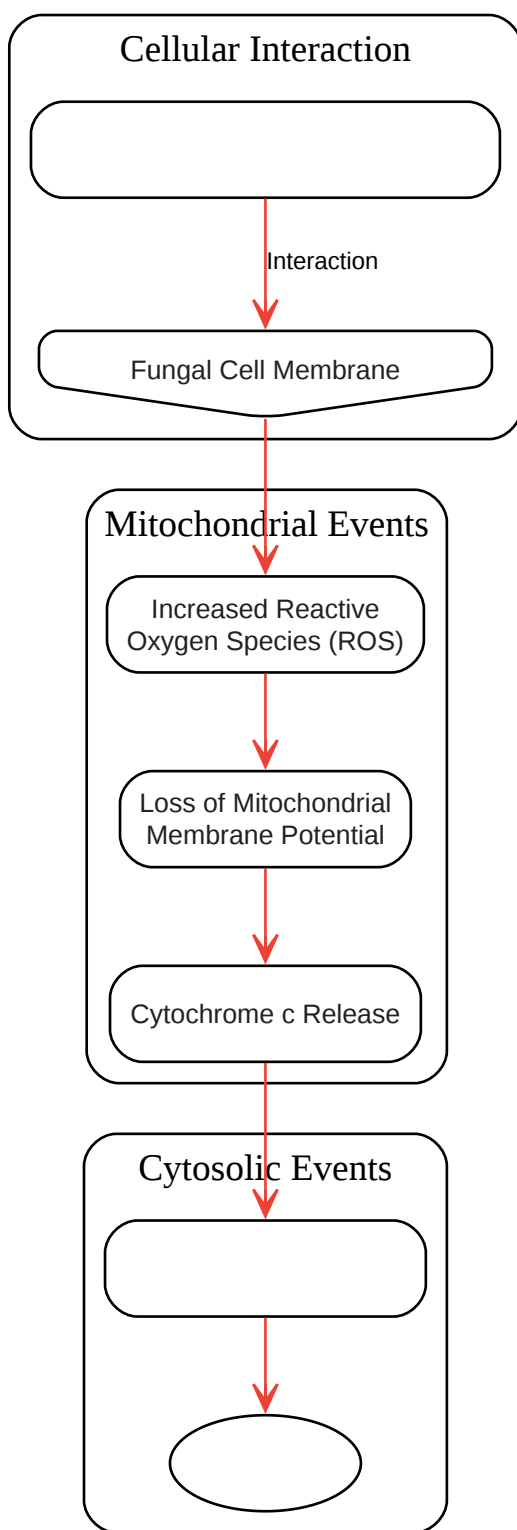 Cellular Interaction
Interaction
Fungal Cell Membrane
Mitochondrial Events
Increased Reactive
Oxygen Species (ROS)
Loss of Mitochondrial
Membrane Potential
Cytochrome c Release
Cytosolic Events